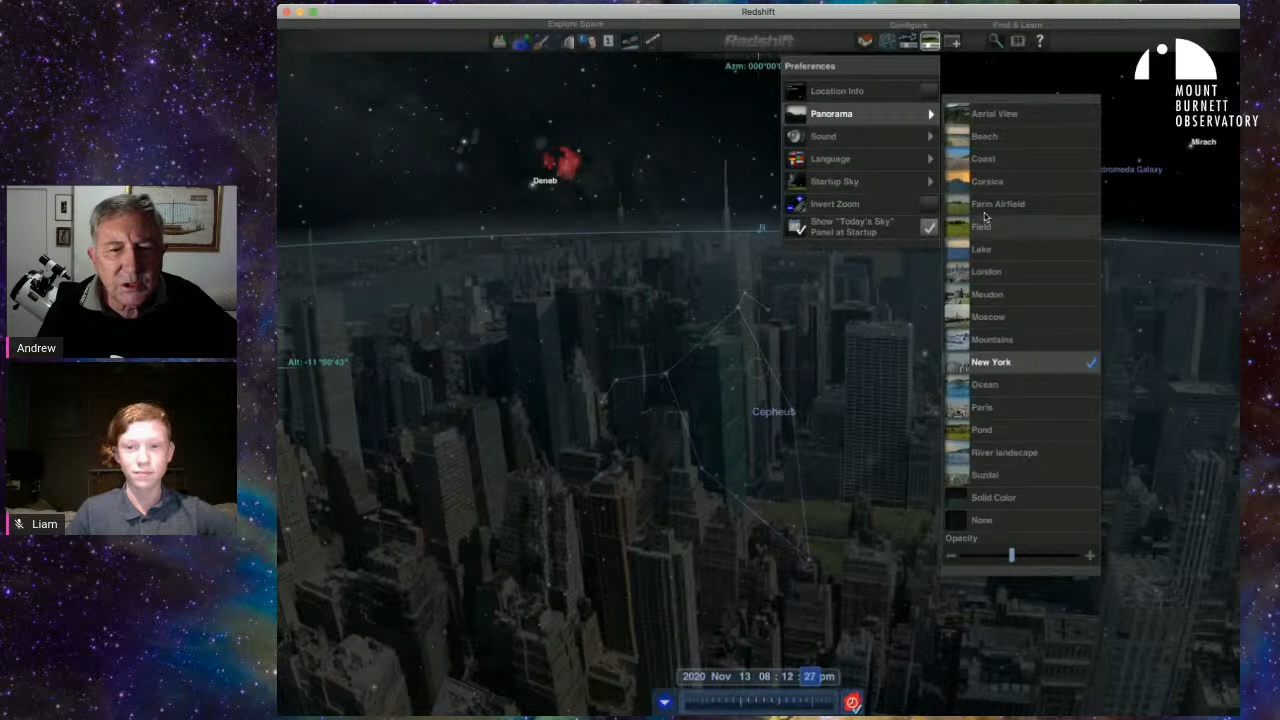 Redshift
Explore Space
Configure
Find & Learn
1
Redshift
?
Azm: 000°00'
Preferences
Location Info
Panorama
Sound
Language
Startup Sky
Invert Zoom
Show "Today's Sky"
Panel at Startup
Aerial View
Beach
Coast
Corsica
Farm Airfield
Field
Lake
London
Meudon
Moscow
Mountains
New York
Ocean
Paris
Pond
River landscape
Suzdal
Solid Color
None
Opacity
MOUNT
BURNETT
OBSERVATORY
Mirach
dromeda Galaxy
Deneb
N
Alt: -11°00'43"
Cepheus
Andrew
Liam
2020 Nov 13 08 : 12 : 27 pm